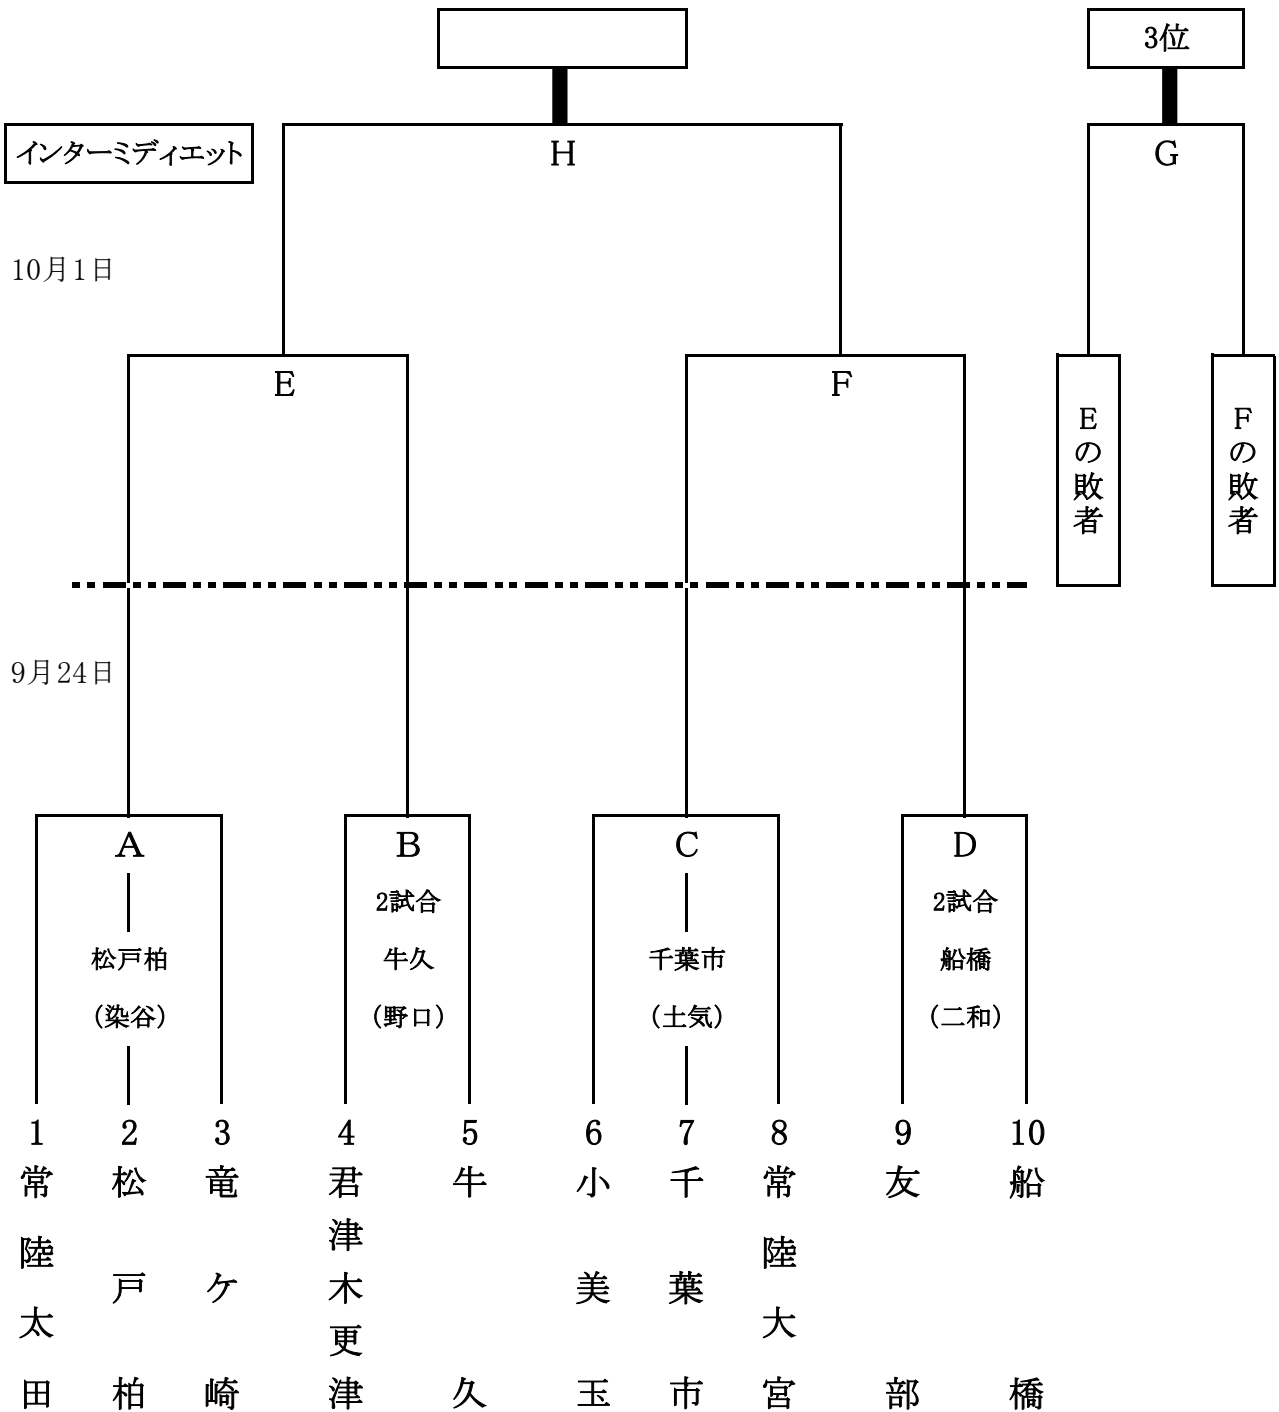 3位
インターミディエット
H
G
10月1日
E
F
Eの敗者
Fの敗者
9月24日
A
松戸柏
(染谷)
B
2試合
牛久
(野口)
C
千葉市
(土気)
D
2試合
船橋
(二和)
1
2
3
4
5
6
7
8
9
10
常陸太田
松戸柏
竜ケ崎
君津木更津
牛久
小美玉
千葉市
常陸大宮
友部
船橋